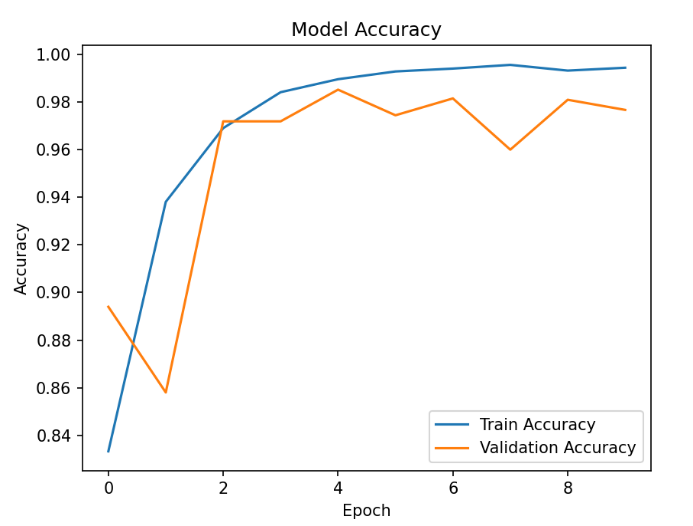 Model Accuracy
1.00
0.98
0.96
0.94
0.92
0.90
0.88
0.86
0.84
Accuracy
Train Accuracy
Validation Accuracy
0 2 4 6 8
Epoch